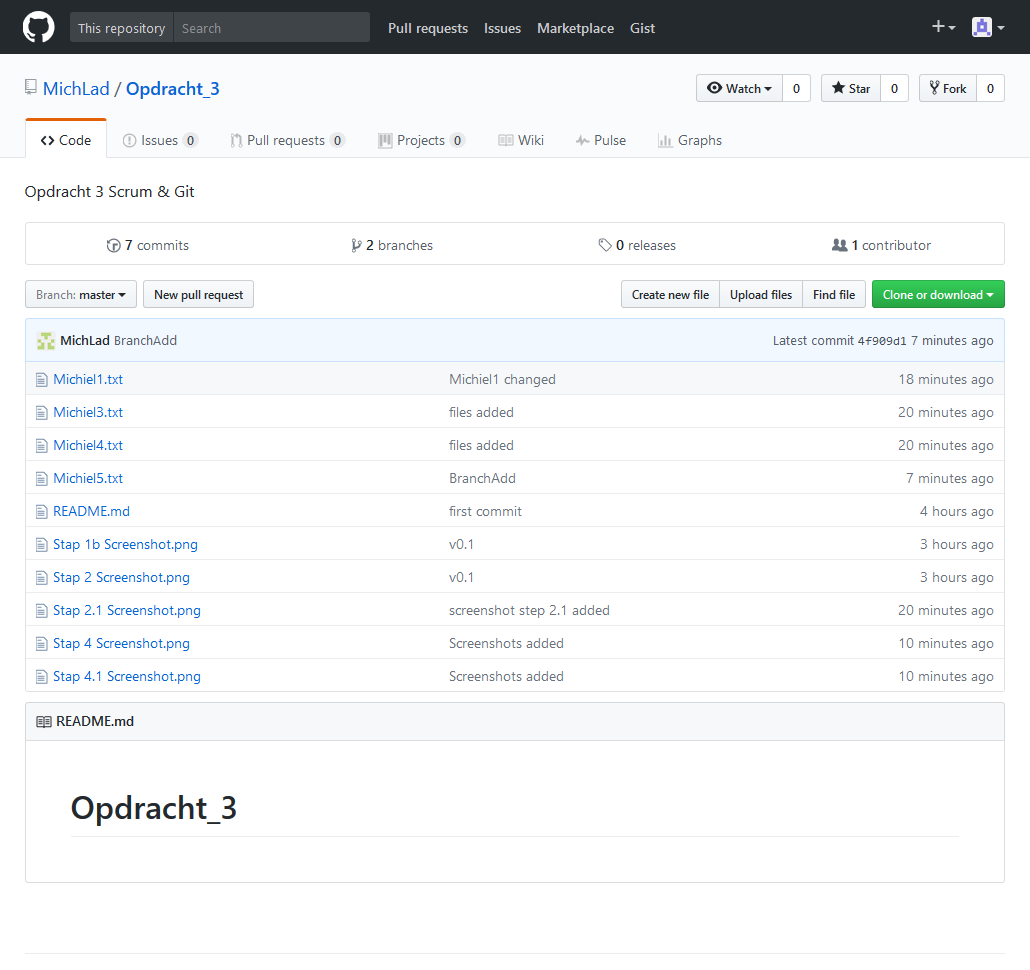 This repository Search Pull requests Issues Marketplace Gist
MichLad / Opdracht_3 Watch 0 Star 0 Fork 0
Code Issues 0 Pull requests 0 Projects 0 Wiki Pulse Graphs
Opdracht 3 Scrum & Git
7 commits 2 branches 0 releases 1 contributor
Branch: master New pull request Create new file Upload files Find file Clone or download
MichLad BranchAdd Latest commit 4f909d1 7 minutes ago
Michiel1.txt Michiel1 changed 18 minutes ago
Michiel3.txt files added 20 minutes ago
Michiel4.txt files added 20 minutes ago
Michiel5.txt BranchAdd 7 minutes ago
README.md first commit 4 hours ago
Stap 1b Screenshot.png v0.1 3 hours ago
Stap 2 Screenshot.png v0.1 3 hours ago
Stap 2.1 Screenshot.png screenshot step 2.1 added 20 minutes ago
Stap 4 Screenshot.png Screenshots added 10 minutes ago
Stap 4.1 Screenshot.png Screenshots added 10 minutes ago
README.md
Opdracht_3